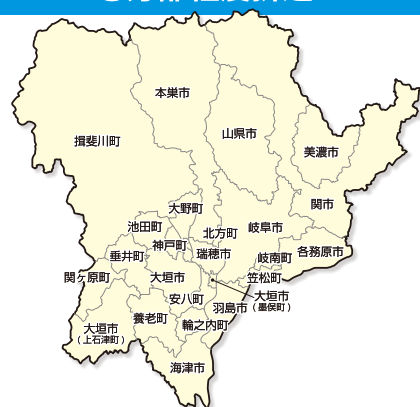 本巣市
山県市
揖斐川町
美濃市
関市
大野町
池田町
北方町
岐阜市
神戸町
瑞穂市
各務原市
垂井町
岐南町
関ヶ原町
大垣市
笠松町
安八町
大垣市
（墨俣町）
羽島市
養老町
輪之内町
大垣市
（上石津町）
海津市